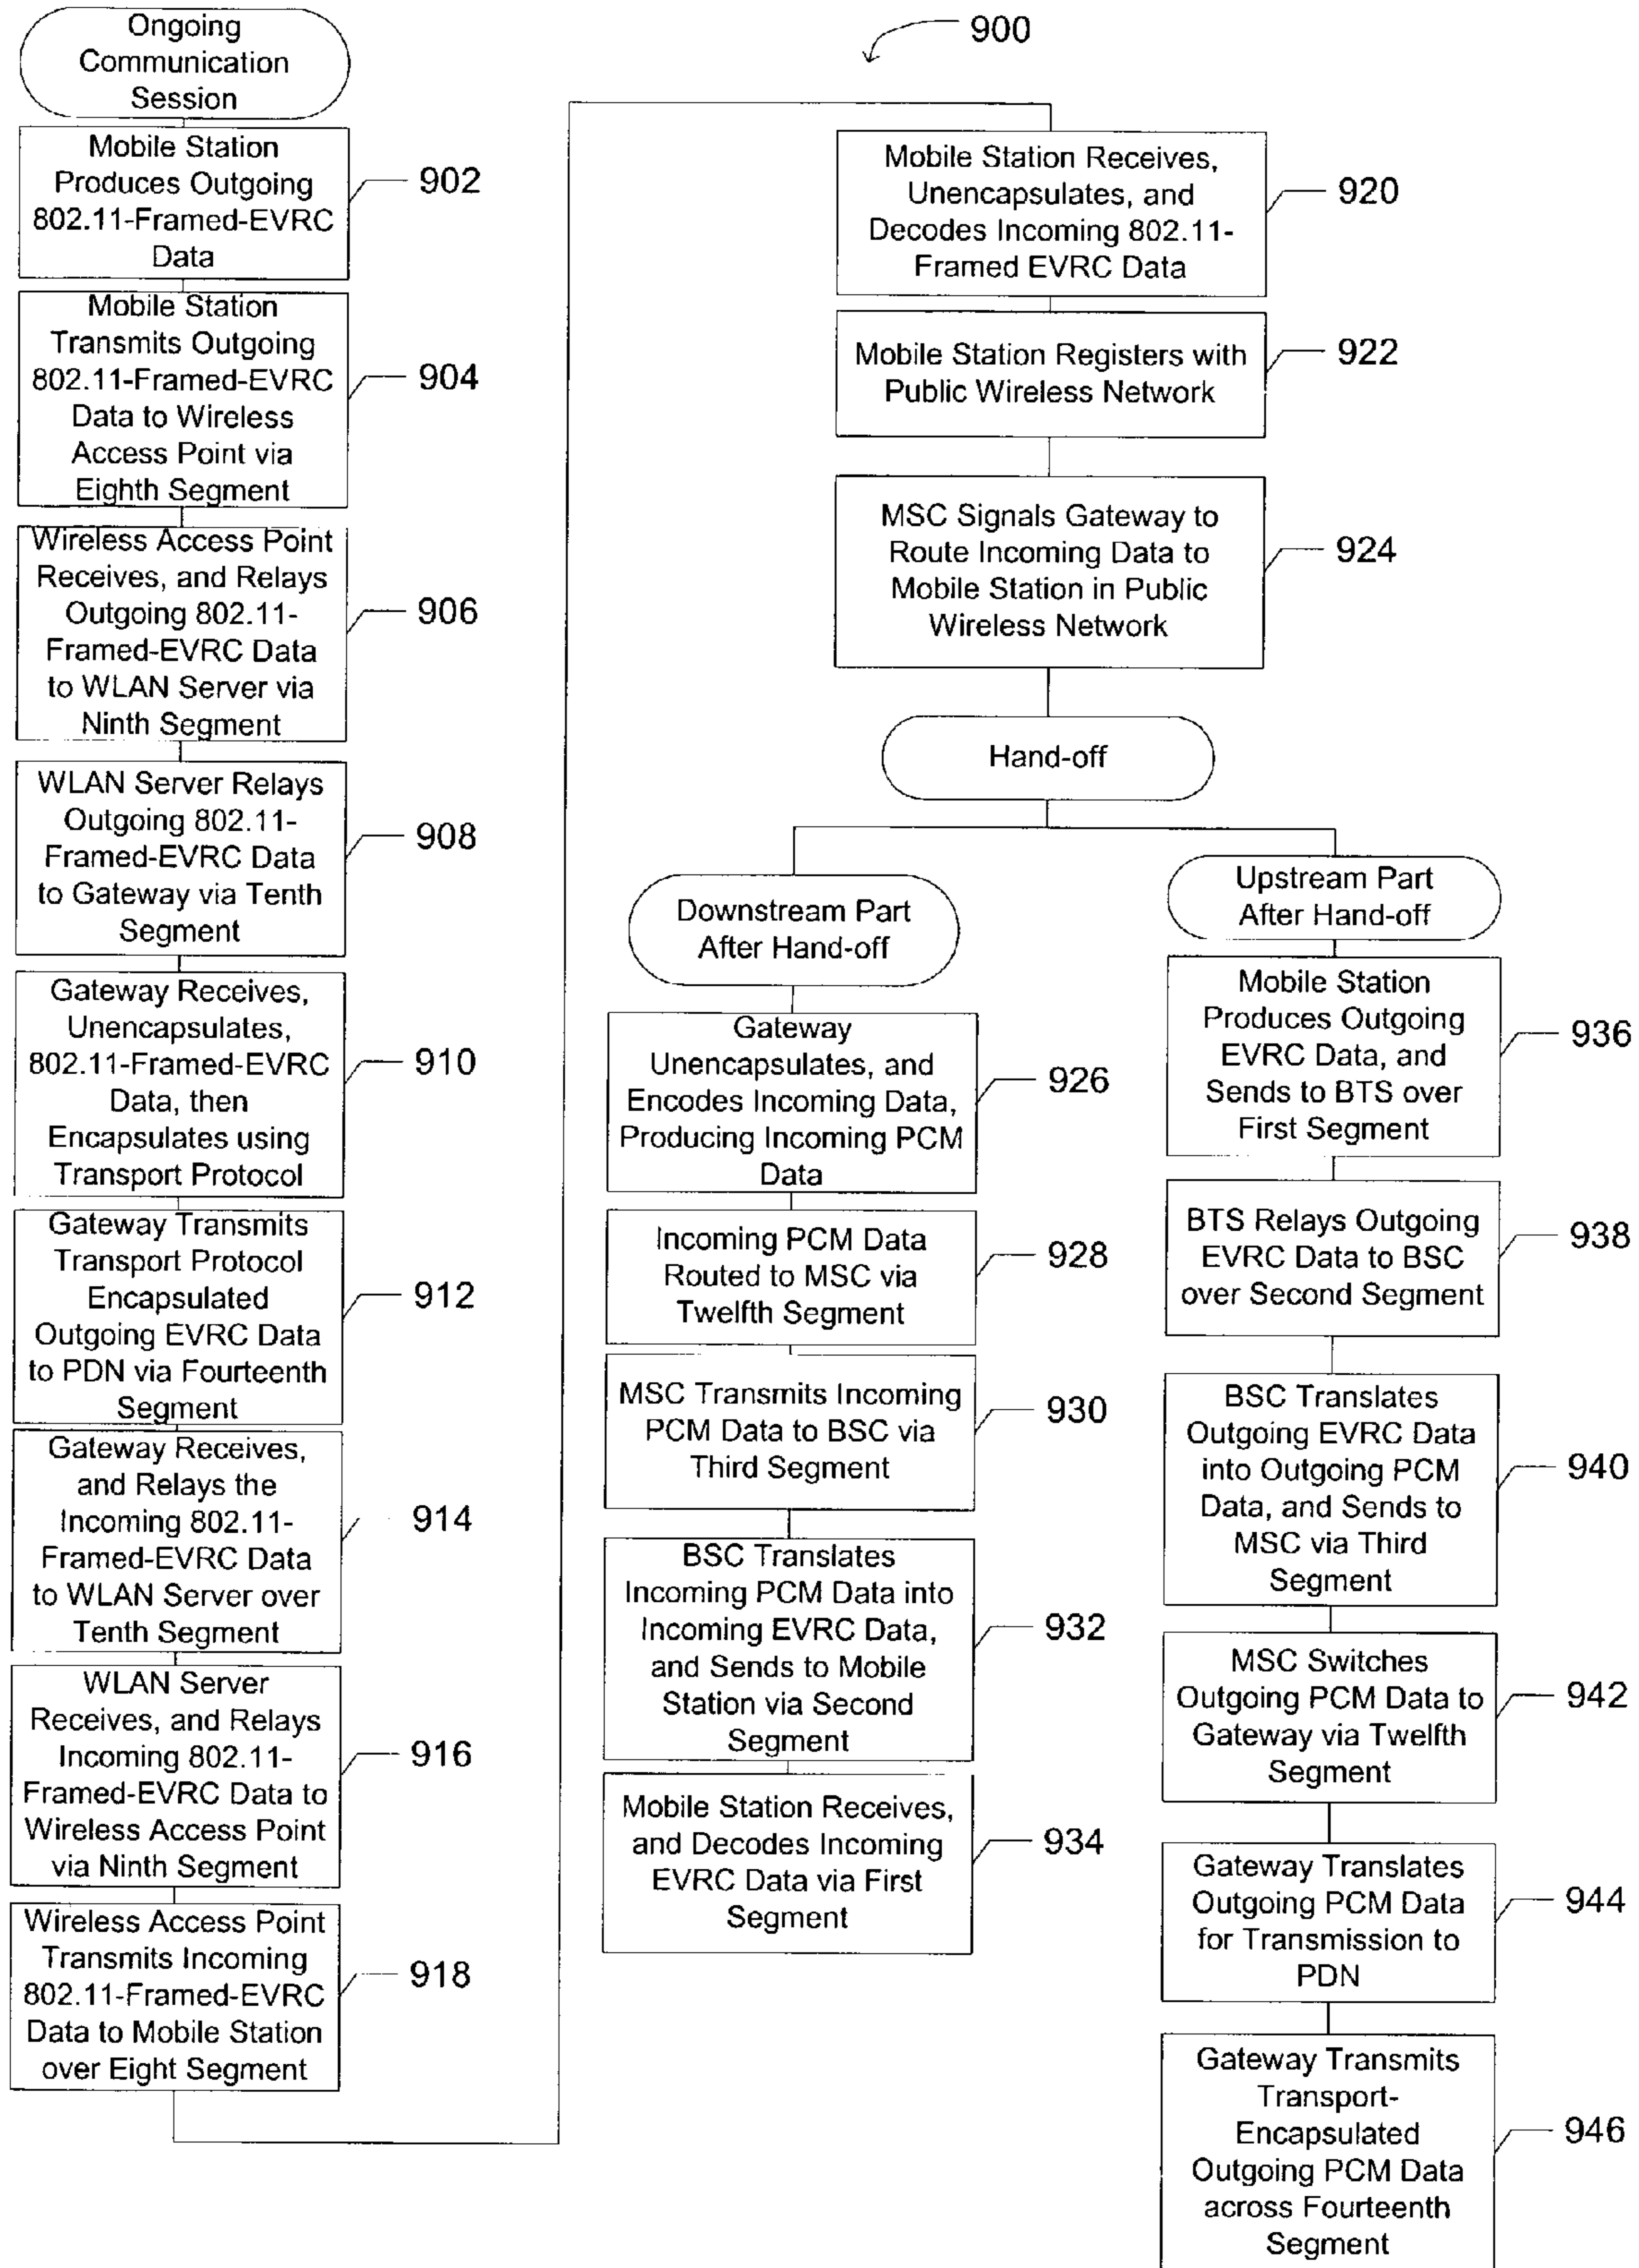 Ongoing
Communication
Session
Mobile Station
Produces Outgoing
802.11-Framed-EVRC
Data
902
Mobile Station
Transmits Outgoing
802.11-Framed-EVRC
Data to Wireless
Access Point via
Eighth Segment
904
Wireless Access Point
Receives, and Relays
Outgoing 802.11-
Framed-EVRC Data
to WLAN Server via
Ninth Segment
906
WLAN Server Relays
Outgoing 802.11-
Framed-EVRC Data
to Gateway via Tenth
Segment
908
Gateway Receives,
Unencapsulates,
802.11-Framed-EVRC
Data, then
Encapsulates using
Transport Protocol
910
Gateway Transmits
Transport Protocol
Encapsulated
Outgoing EVRC Data
to PDN via Fourteenth
Segment
912
Gateway Receives,
and Relays the
Incoming 802.11-
Framed-EVRC Data
to WLAN Server over
Tenth Segment
914
WLAN Server
Receives, and Relays
Incoming 802.11-
Framed-EVRC Data to
Wireless Access Point
via Ninth Segment
916
Wireless Access Point
Transmits Incoming
802.11-Framed-EVRC
Data to Mobile Station
over Eight Segment
918
900
Mobile Station Receives,
Unencapsulates, and
Decodes Incoming 802.11-
Framed EVRC Data
920
Mobile Station Registers with
Public Wireless Network
922
MSC Signals Gateway to
Route Incoming Data to
Mobile Station in Public
Wireless Network
924
Hand-off
Downstream Part
After Hand-off
Gateway
Unencapsulates, and
Encodes Incoming Data,
Producing Incoming PCM
Data
926
Incoming PCM Data
Routed to MSC via
Twelfth Segment
928
MSC Transmits Incoming
PCM Data to BSC via
Third Segment
930
BSC Translates
Incoming PCM Data into
Incoming EVRC Data,
and Sends to Mobile
Station via Second
Segment
932
Mobile Station Receives,
and Decodes Incoming
EVRC Data via First
Segment
934
Upstream Part
After Hand-off
Mobile Station
Produces Outgoing
EVRC Data, and
Sends to BTS over
First Segment
936
BTS Relays Outgoing
EVRC Data to BSC
over Second Segment
938
BSC Translates
Outgoing EVRC Data
into Outgoing PCM
Data, and Sends to
MSC via Third
Segment
940
MSC Switches
Outgoing PCM Data to
Gateway via Twelfth
Segment
942
Gateway Translates
Outgoing PCM Data
for Transmission to
PDN
944
Gateway Transmits
Transport-
Encapsulated
Outgoing PCM Data
across Fourteenth
Segment
946